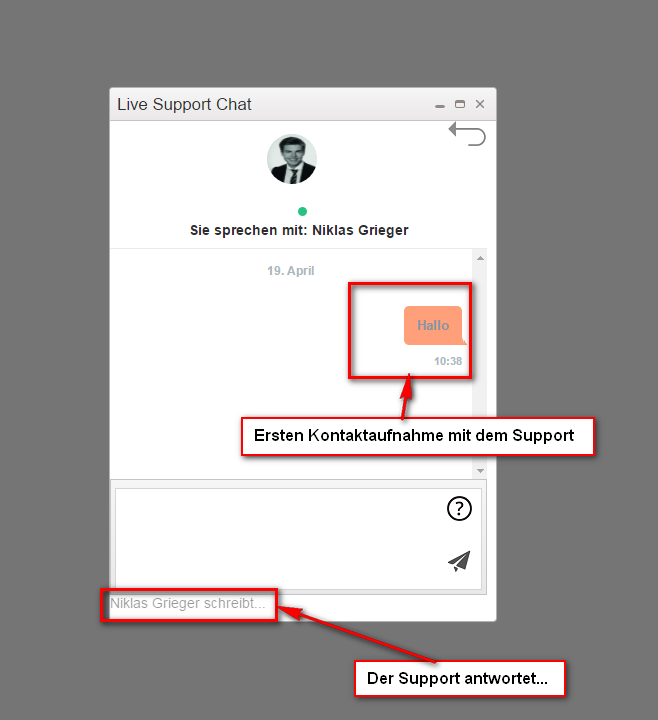 Live Support Chat
Sie sprechen mit: Niklas Grieger
19. April
Hallo
10:38
Ersten Kontaktaufnahme mit dem Support
?
Niklas Grieger schreibt...
Der Support antwortet...